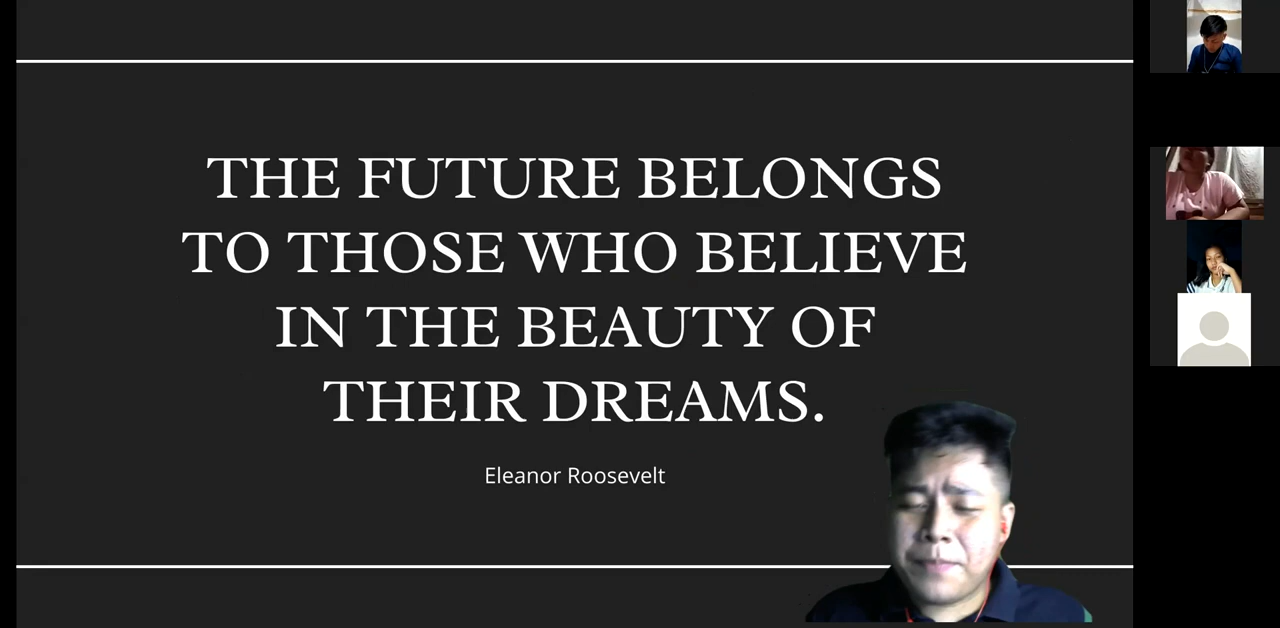 THE FUTURE BELONGS
TO THOSE WHO BELIEVE
IN THE BEAUTY OF
THEIR DREAMS.
Eleanor Roosevelt